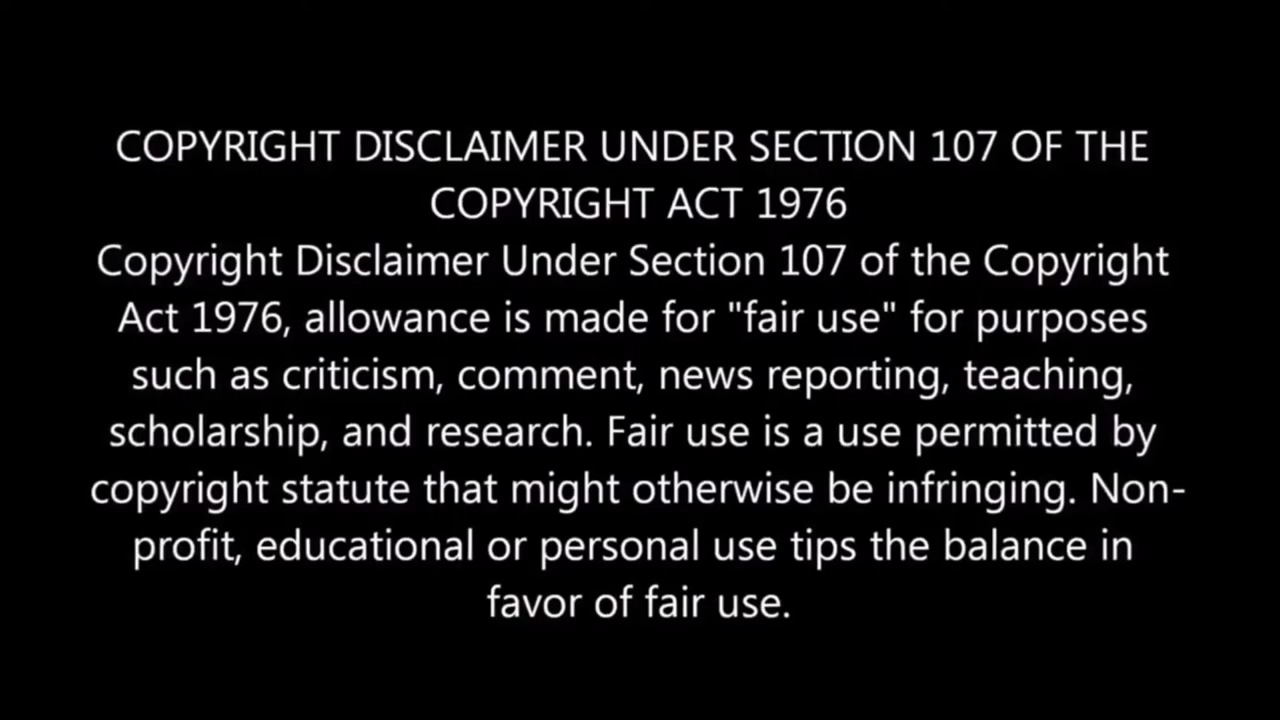 COPYRIGHT DISCLAIMER UNDER SECTION 107 OF THE
COPYRIGHT ACT 1976
Copyright Disclaimer Under Section 107 of the Copyright
Act 1976, allowance is made for "fair use" for purposes
such as criticism, comment, news reporting, teaching,
scholarship, and research. Fair use is a use permitted by
copyright statute that might otherwise be infringing. Non-
profit, educational or personal use tips the balance in
favor of fair use.